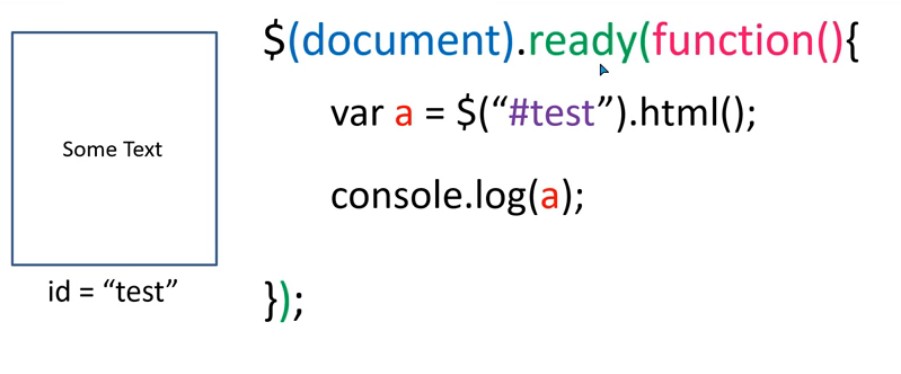 Some Text
id = “test”
$(document).ready(function(){
var a = $(“#test”).html();
console.log(a);
});